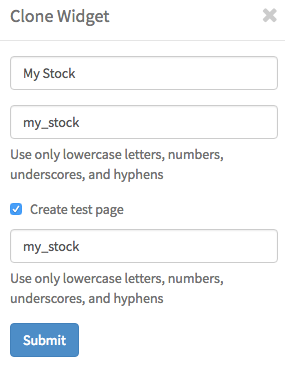 Clone Widget
My Stock
my_stock
Use only lowercase letters, numbers,
underscores, and hyphens
Create test page
my_stock
Use only lowercase letters, numbers,
underscores, and hyphens
Submit